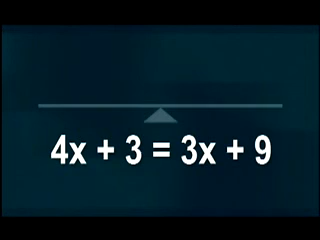 4x + 3 = 3x + 9